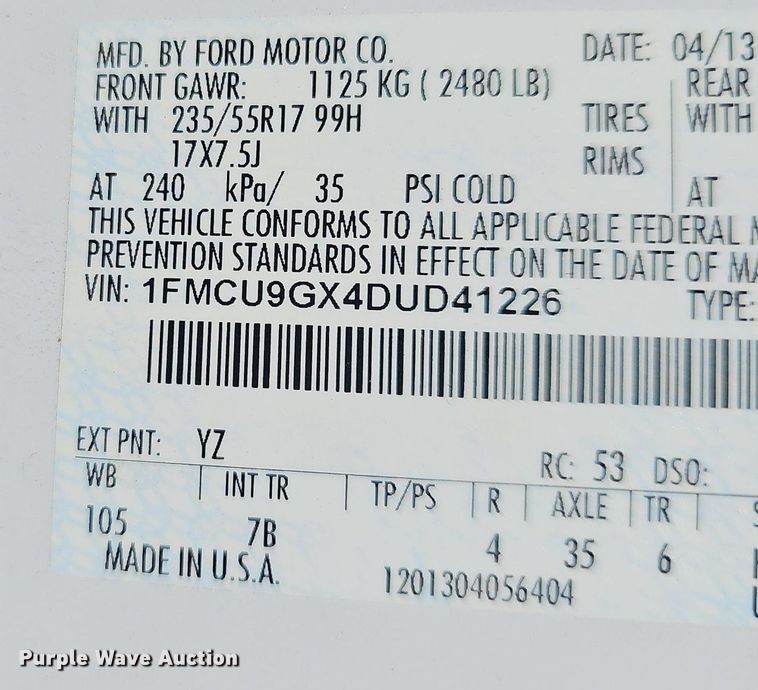 MFD. BY FORD MOTOR CO. DATE: 04/13
FRONT GAWR: 1125 KG ( 2480 LB) REAR
WITH 235/55R17 99H TIRES WITH
17X7.5J RIMS
AT 240 kPa/ 35 PSI COLD AT
THIS VEHICLE CONFORMS TO ALL APPLICABLE FEDERAL
PREVENTION STANDARDS IN EFFECT ON THE DATE OF
VIN: 1FMCU9GX4DUD41226 TYPE:
EXT PNT: YZ RC: 53 DSO:
WB INT TR TP/PS R AXLE TR
105 7B 4 35 6
MADE IN U.S.A. 1201304056404
Purple Wave Auction